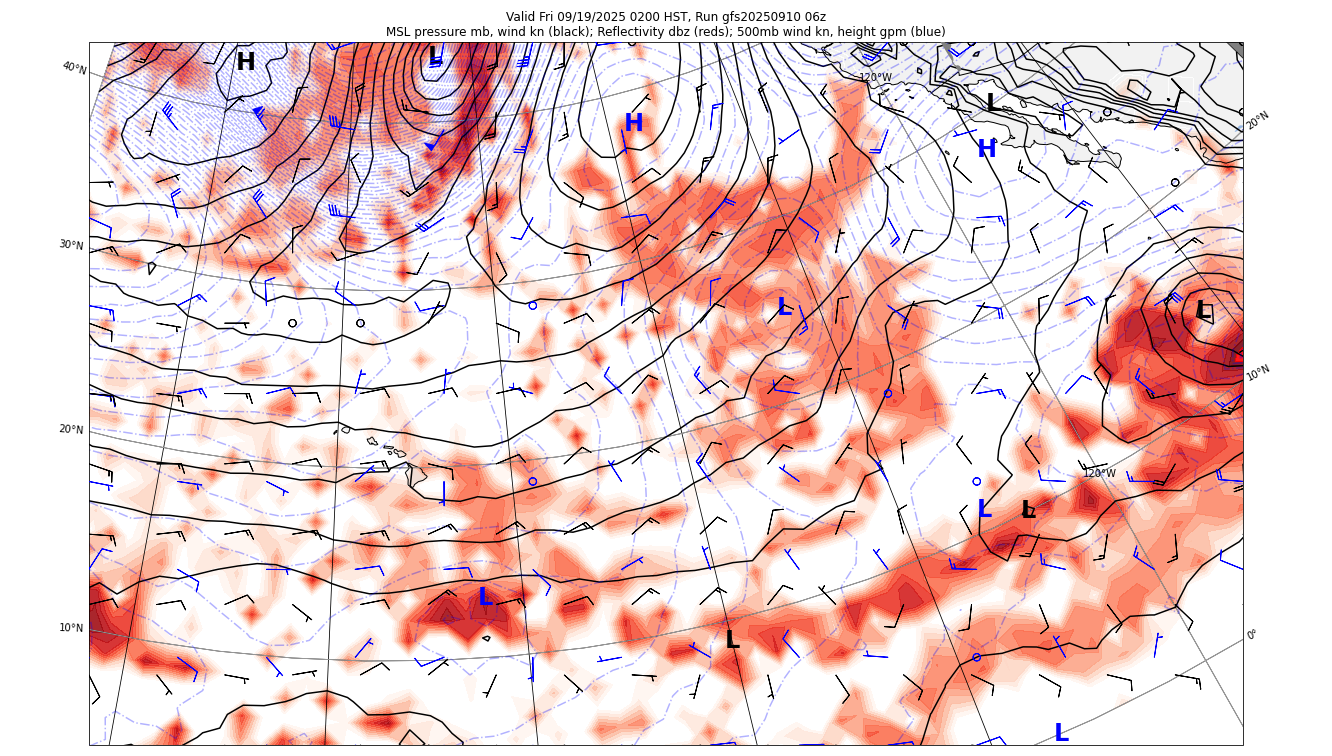 Valid Fri 09/19/2025 0200 HST, Run gfs20250910 06z
MSL pressure mb, wind kn (black); Reflectivity dbz (reds); 500mb wind kn, height gpm (blue)
H
L
40°N
120°W
L
20°N
H
H
30°N
L
L
10°N
20°N
120°W
L
L
L
10°N
L
0°
L